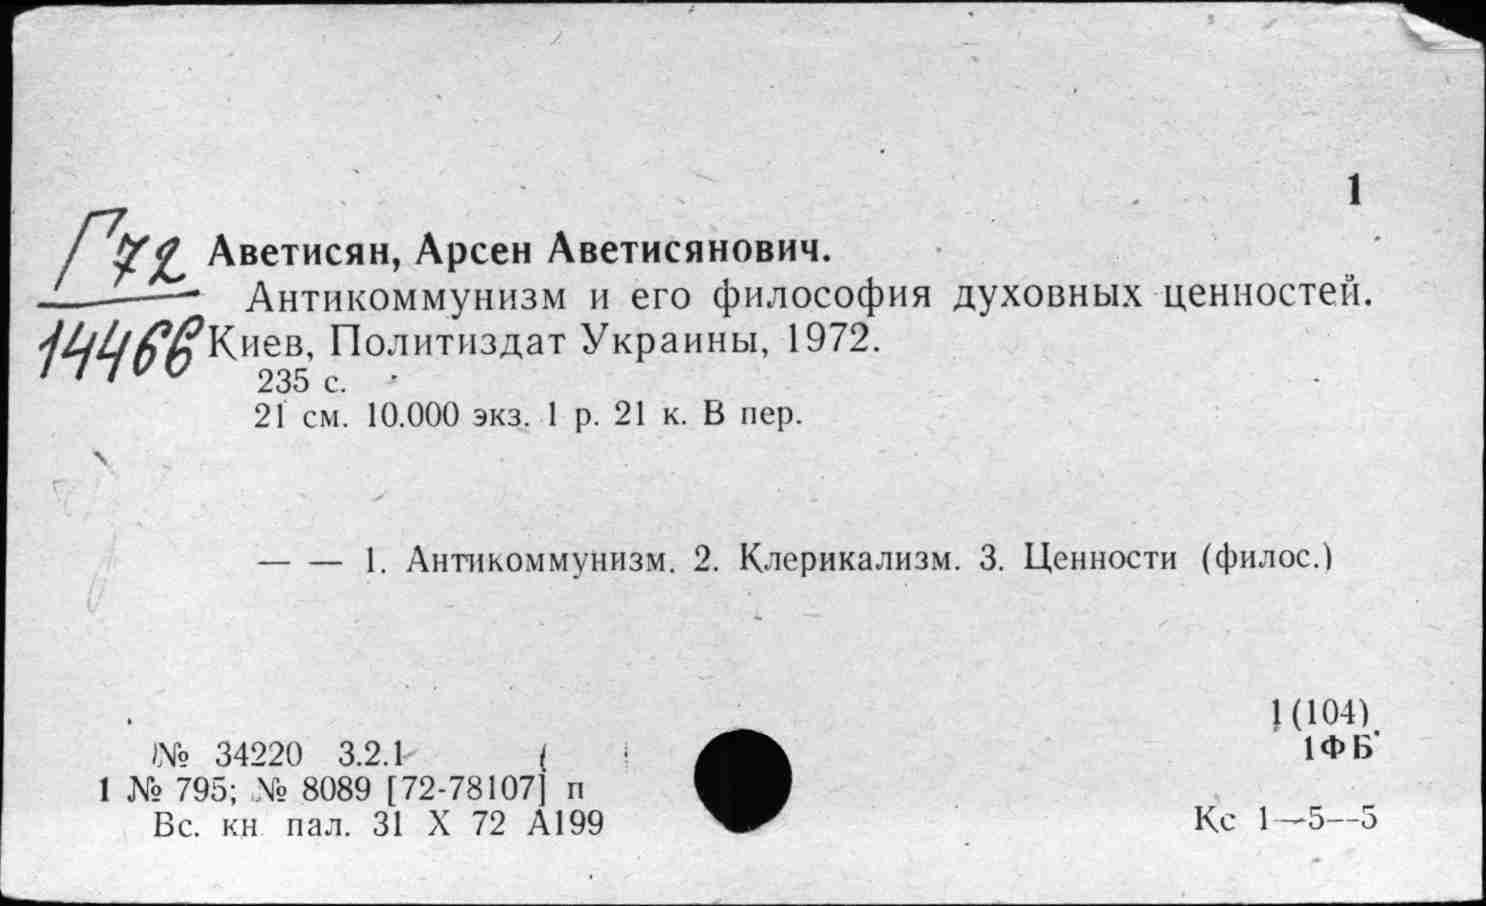 1
Г72
14466
Аветисян, Арсен Аветисянович.
Антикоммунизм и его философия духовных ценностей.
Киев, Политиздат Украины, 1972.
235 с.
21 см. 10.000 экз. 1 р. 21 к. В пер.
— — 1. Антикоммунизм. 2. Клерикализм. 3. Ценности (филос.)
1(104)
№ 34220 3.2.1
1ФБ
1 № 795; № 8089 [72-78107] п
Вс. кн пал. 31 X 72 А199
Кс 1—5—5